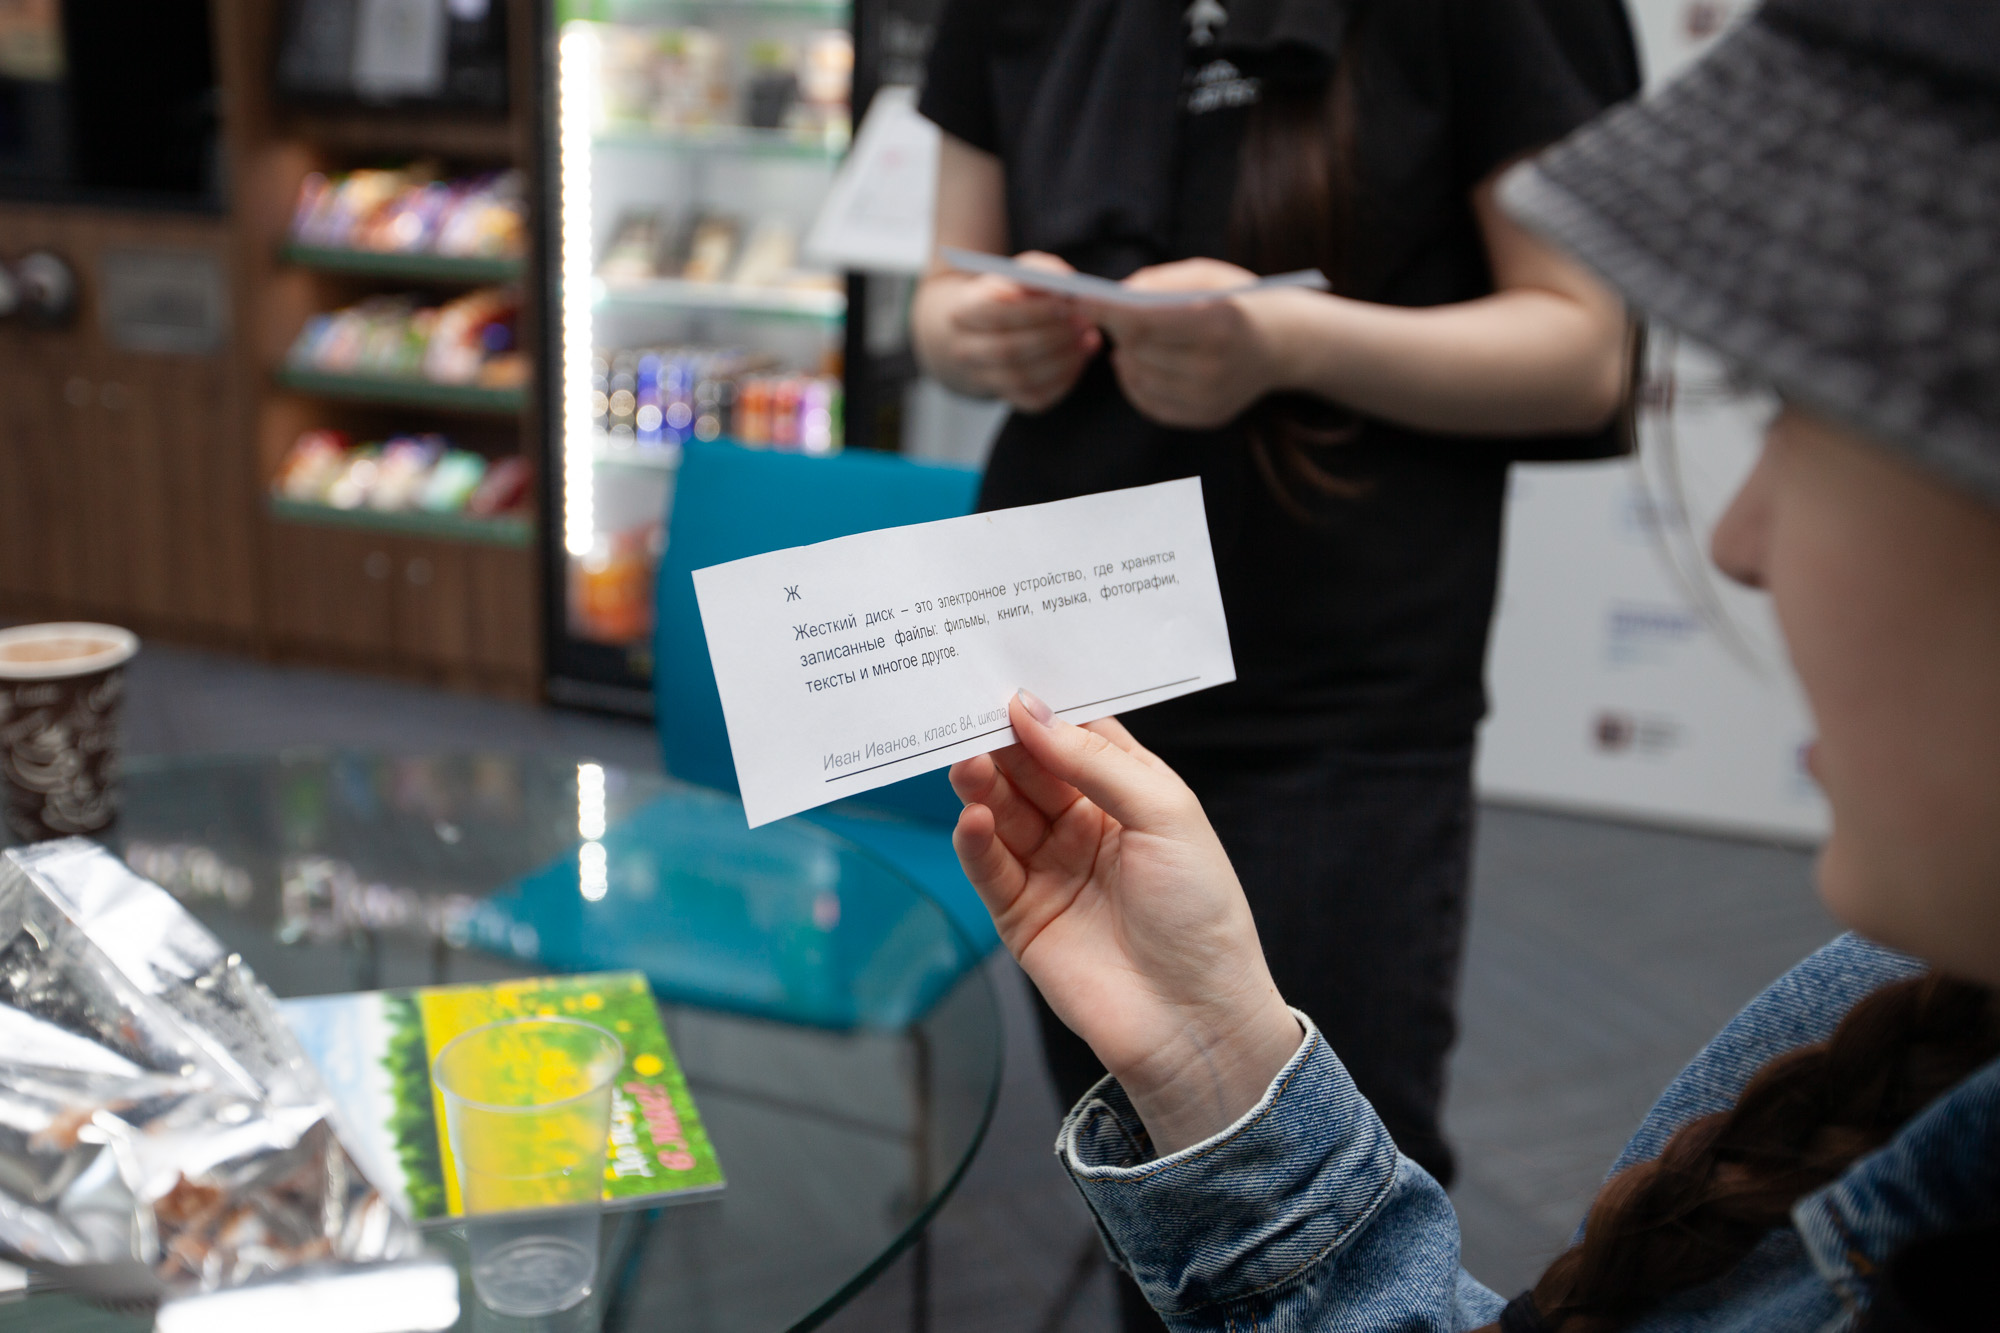 Ж
Жесткий диск – это электронное устройство, где хранятся
записанные файлы: фильмы, книги, музыка, фотографии,
тексты и многое другое.
Иван Иванов, класс 8А, школа